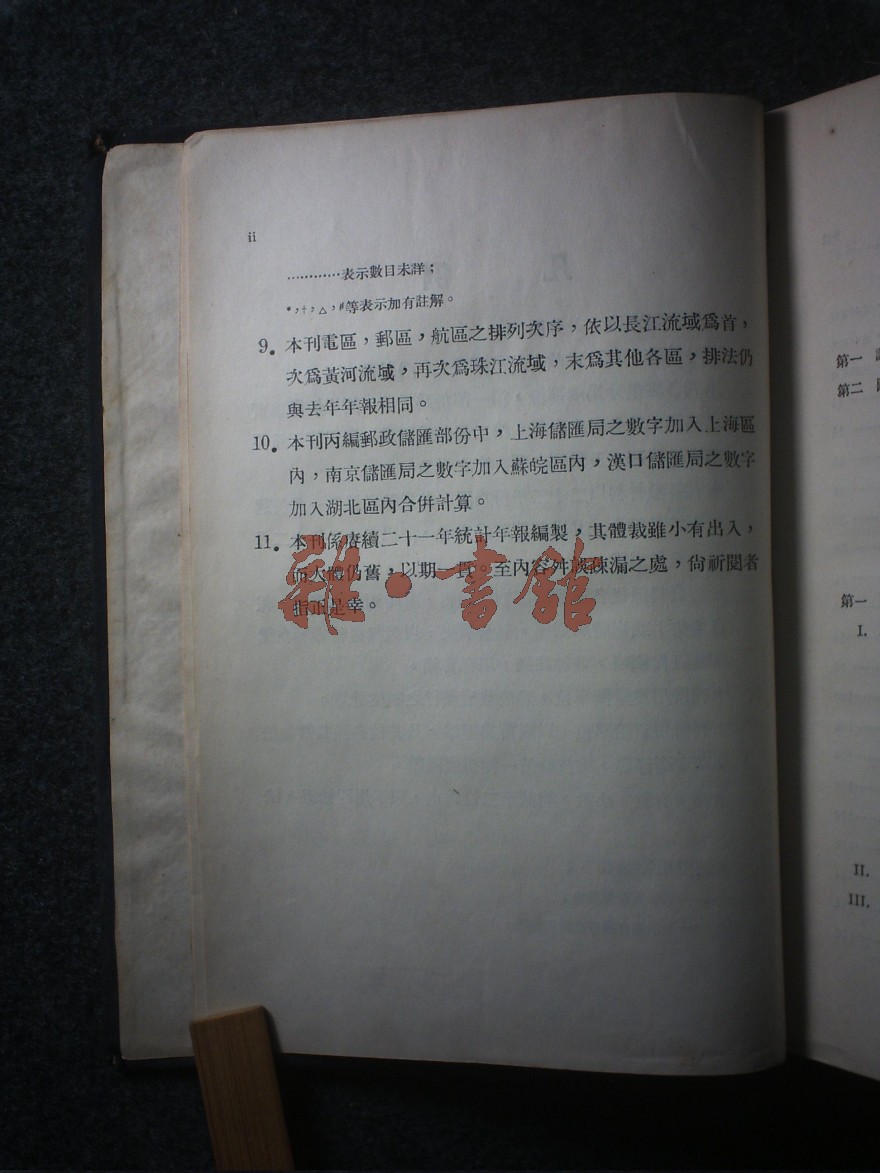 ii
…………表示數目未詳；
*，†，△，#等表示加有註解。
9. 本刊電區，郵區，航區之排列次序，依以長江流域爲首，
次爲黃河流域，再次爲珠江流域，末爲其他各區，排法仍
與去年年報相同。
10. 本刊丙編郵政儲匯部份中，上海儲匯局之數字加入上海區
內，南京儲匯局之數字加入蘇皖區內，漢口儲匯局之數字
加入湖北區內合併計算。
11. 本刊係賡續二十一年統計年報編製，其體裁雖小有出入，
而大體仍舊，以期一貫。至內容舛誤疎漏之處，尙祈閱者
指正是幸。
雜·書館
第一
第二
第一
I.
II.
III.